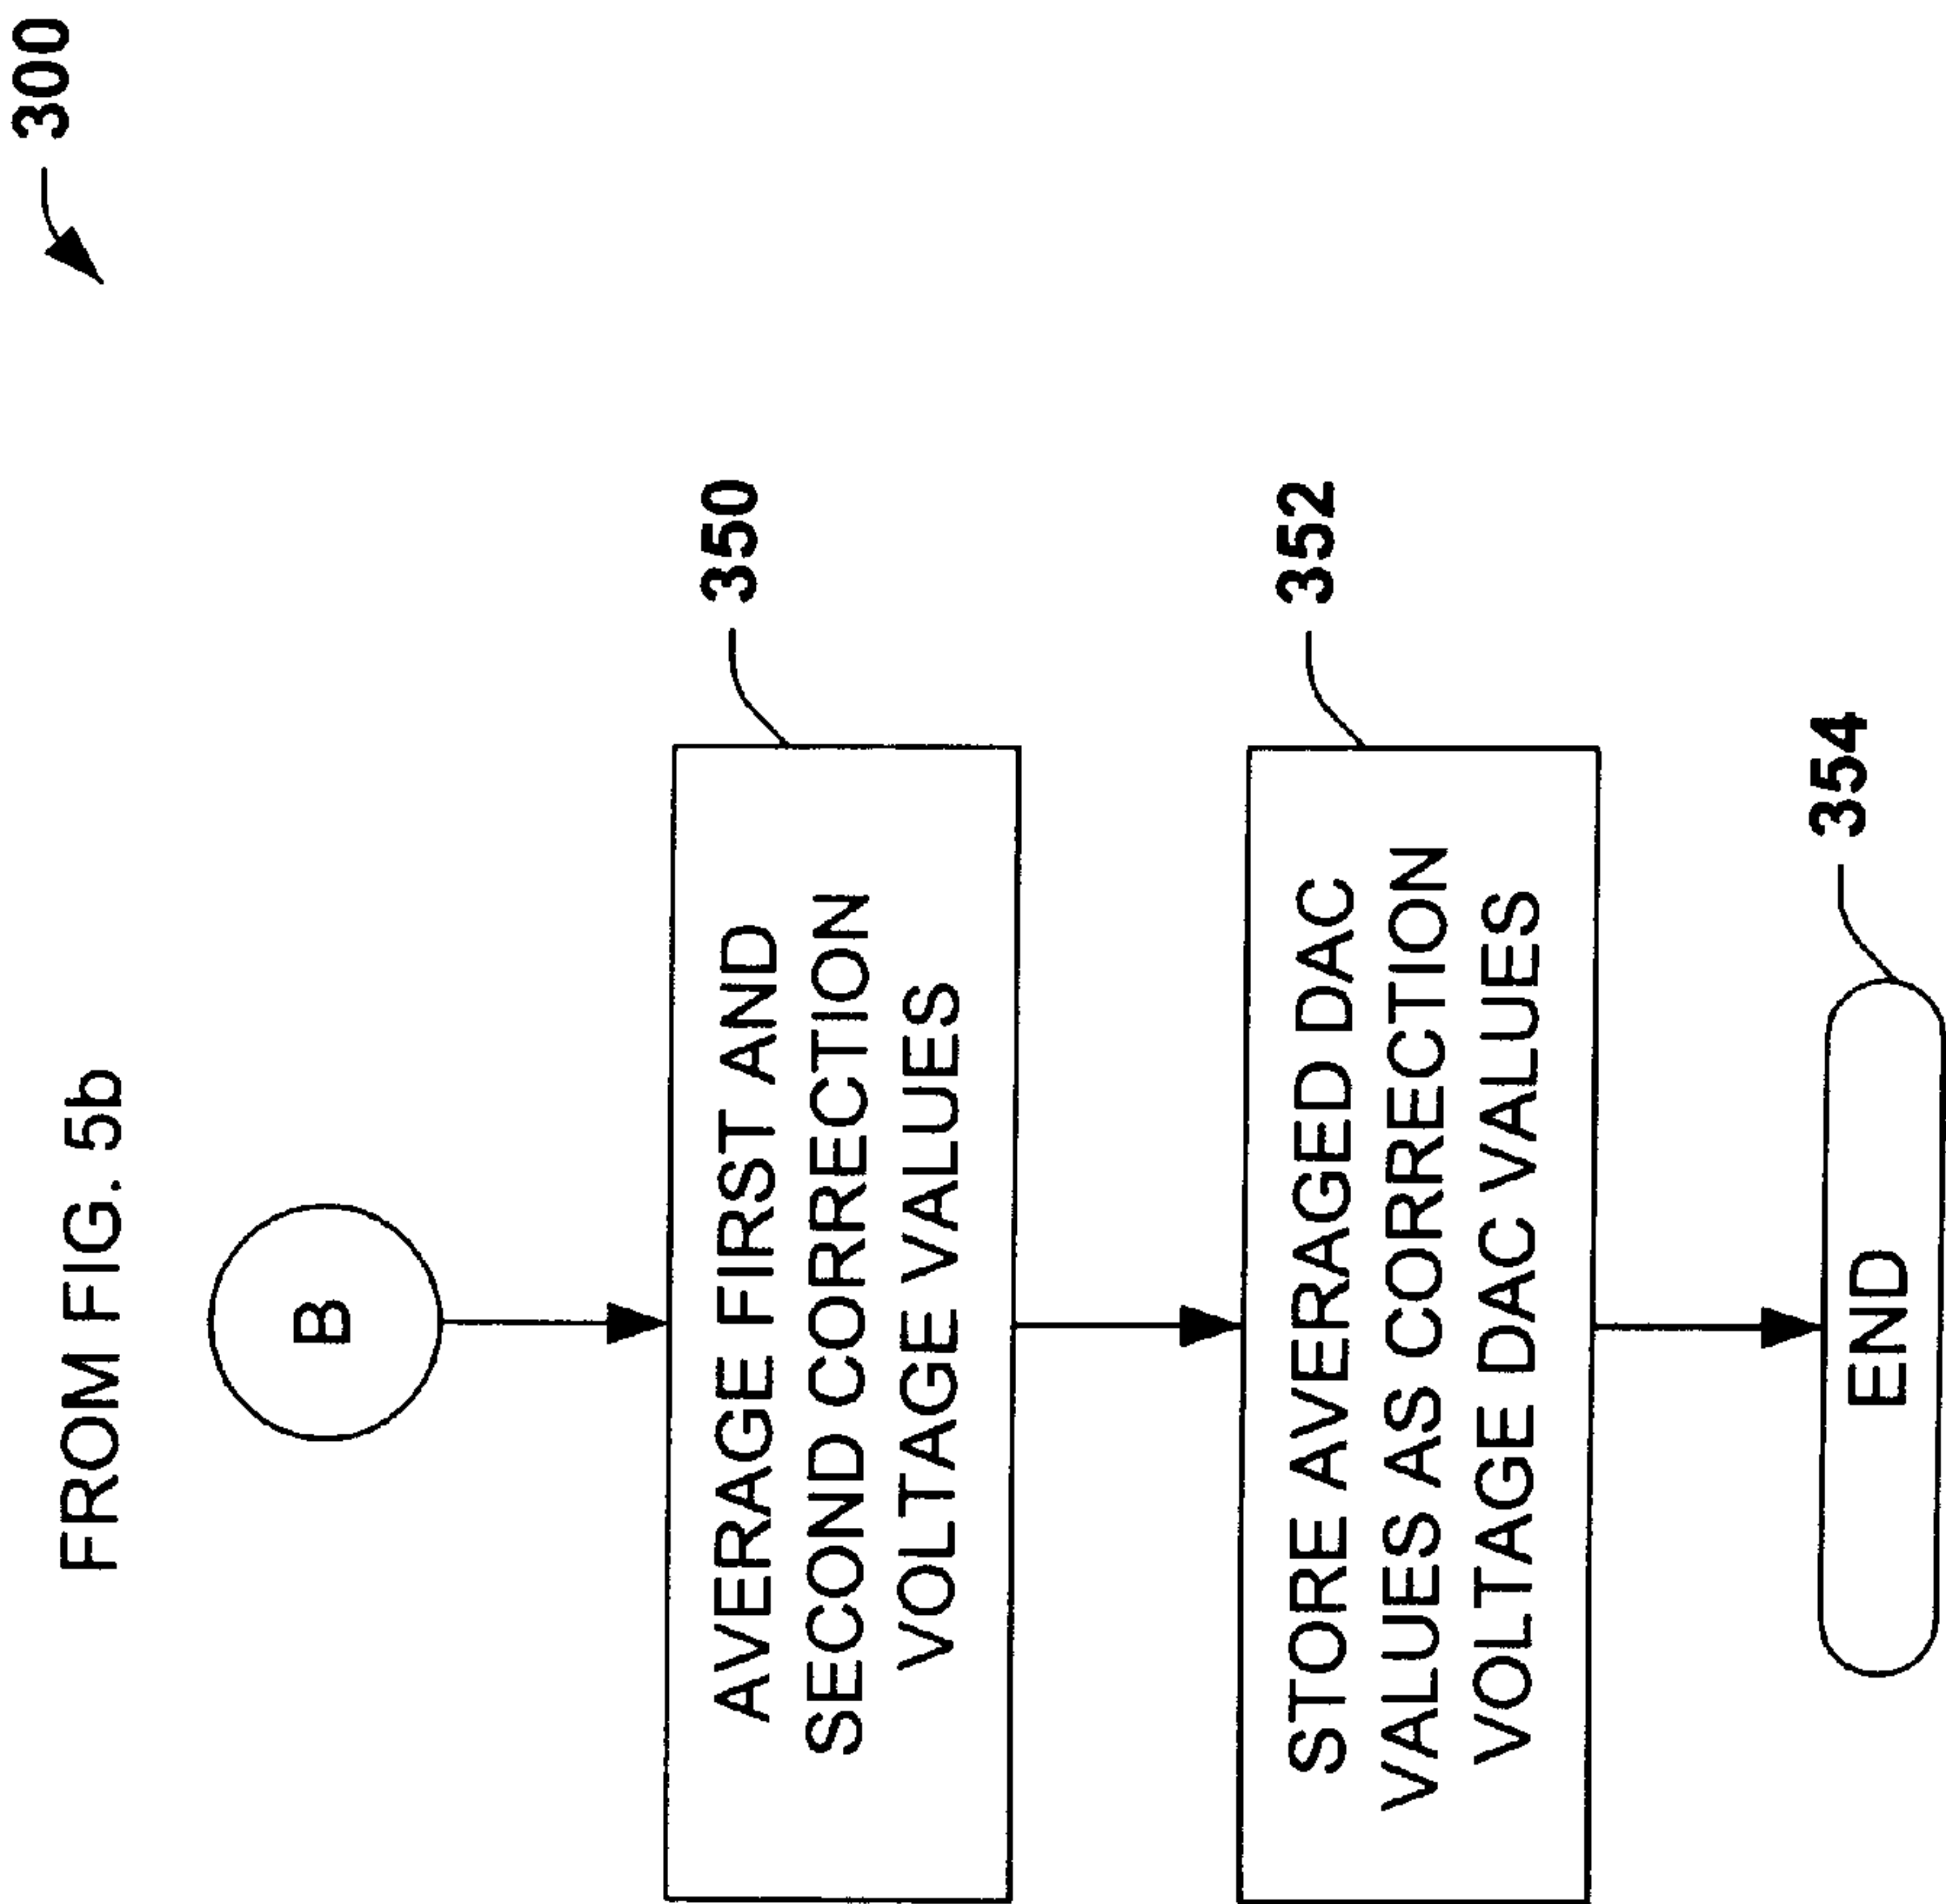 300
FROM FIG. 5b
B
350
AVERAGE FIRST AND
SECOND CORRECTION
VOLTAGE VALUES
352
STORE AVERAGED DAC
VALUES AS CORRECTION
VOLTAGE DAC VALUES
354
END